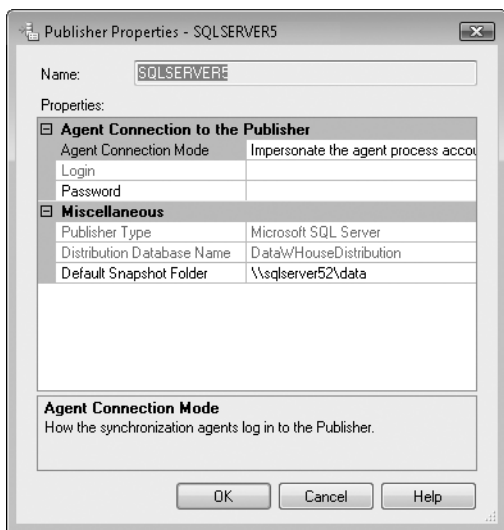 Publisher Properties - SQLSERVER5
Name: SQLSERVER5
Properties:
Agent Connection to the Publisher
Agent Connection Mode Impersonate the agent process accou
Login
Password
Miscellaneous
Publisher Type Microsoft SQL Server
Distribution Database Name DataWHouseDistribution
Default Snapshot Folder \\sqlserver52\data
Agent Connection Mode
How the synchronization agents log in to the Publisher.
OK Cancel Help